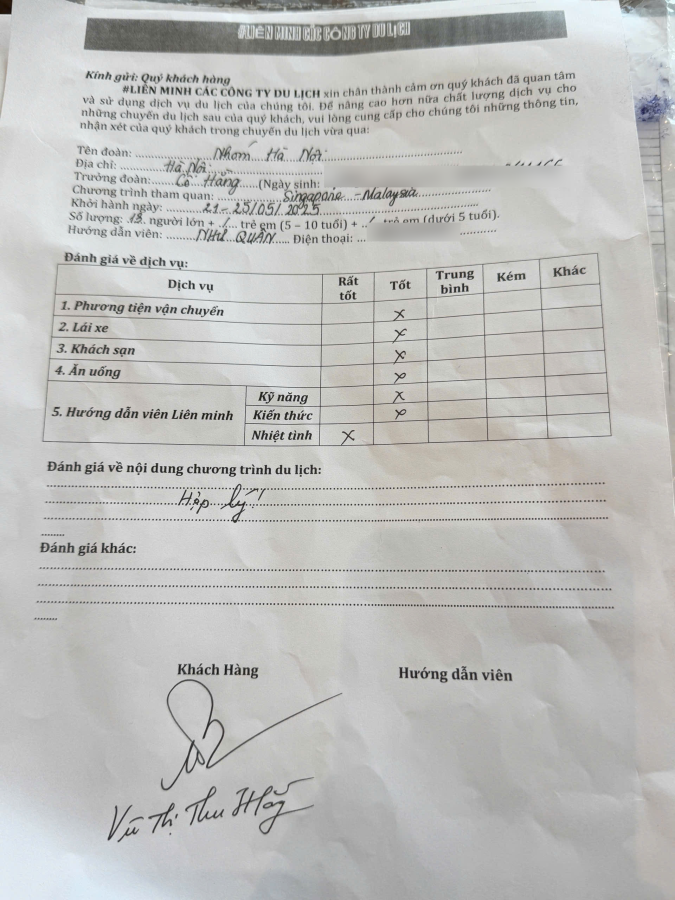 #LIÊN MINH CÁC CÔNG TY DU LỊCH
Kính gửi: Quý khách hàng
#LIÊN MINH CÁC CÔNG TY DU LỊCH xin chân thành cảm ơn quý khách đã quan tâm
và sử dụng dịch vụ du lịch của chúng tôi. Để nâng cao hơn nữa chất lượng dịch vụ cho
những chuyến du lịch sau của quý khách, vui lòng cung cấp cho chúng tôi những thông tin,
nhận xét của quý khách trong chuyến du lịch vừa qua:
Tên đoàn: Nhóm Hà Nội
Địa chỉ: Hà Nội
Trưởng đoàn: Cô Hằng (Ngày sinh:
Chương trình tham quan: Singapore - Malaysia
Khởi hành ngày: 21 - 25/05/2025
Số lượng: 13 người lớn + 1 trẻ em (5 – 10 tuổi) + trẻ em (dưới 5 tuổi).
Hướng dẫn viên: NHƯ QUÂN Điện thoại:
Đánh giá về dịch vụ:
Dịch vụ Rất tốt Tốt Trung bình Kém Khác
1. Phương tiện vận chuyển x
2. Lái xe x
3. Khách sạn x
4. Ăn uống x
5. Hướng dẫn viên Liên minh Kỹ năng x
Kiến thức x
Nhiệt tình x
Đánh giá về nội dung chương trình du lịch:
Hợp lý
Đánh giá khác:
Khách Hàng Hướng dẫn viên
Vũ Thị Thu Hằng